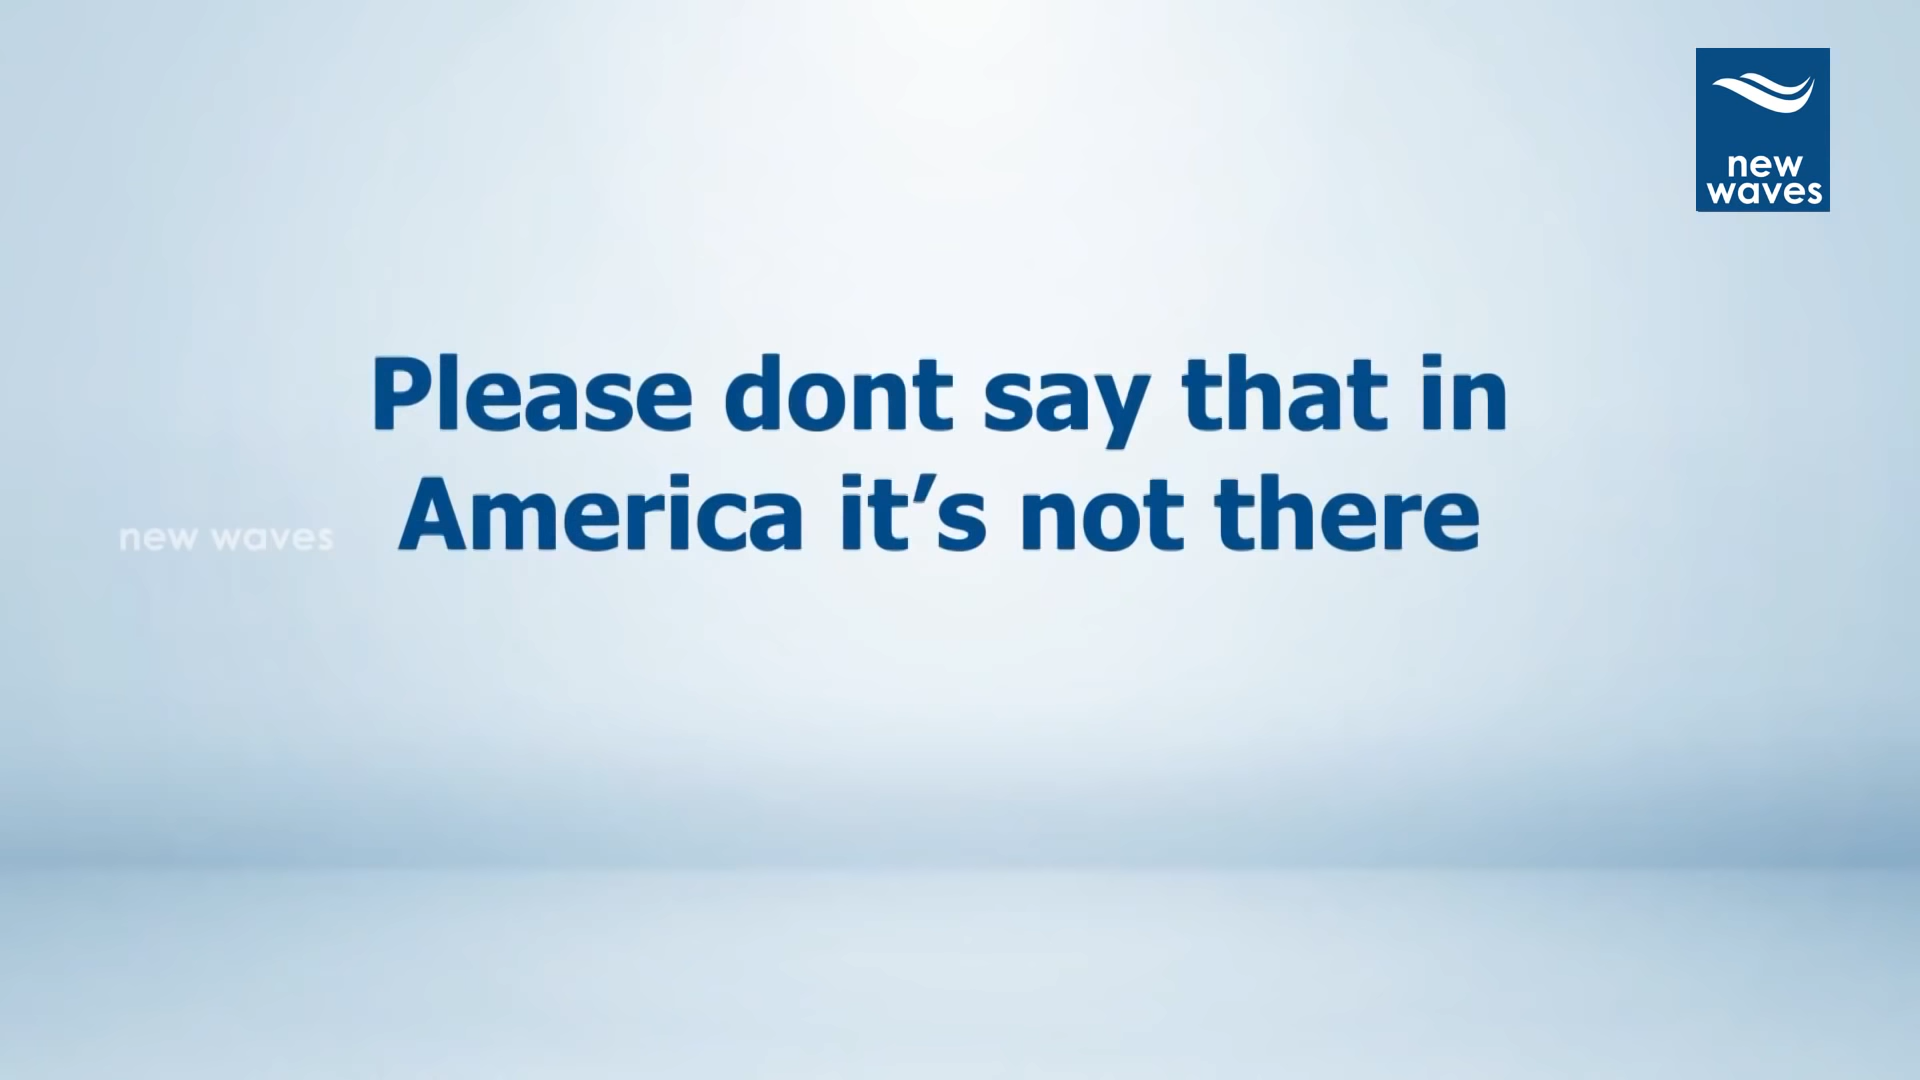 new
waves
Please dont say that in
America it’s not there
new waves